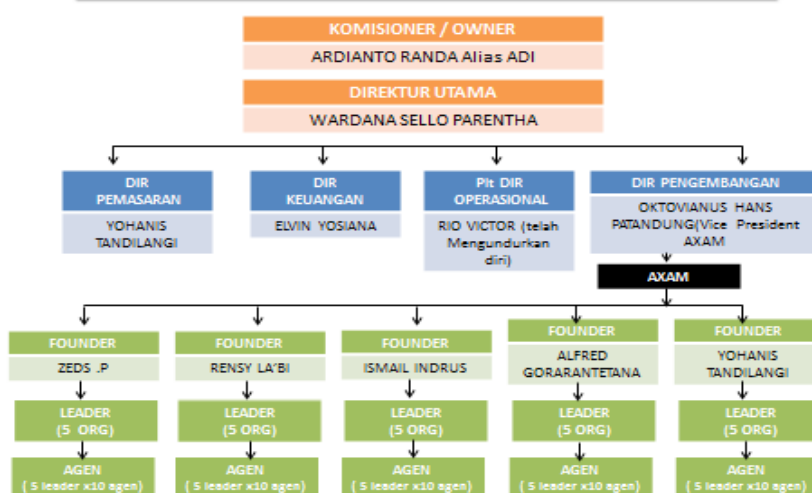 KOMISIONER / OWNER
ARDIANTO RANDA Alias ADI
DIREKTUR UTAMA
WARDANA SELLO PARENTHA
DIR
PEMASARAN
YOHANIS
TANDILANGI
DIR
KEUANGAN
ELVIN YOSIANA
Plt DIR
OPERASIONAL
RIO VICTOR (telah
Mengundurkan
diri)
DIR PENGEMBANGAN
OKTOVIANUS HANS
PATANDUNG(Vice President
AXAM
AXAM
FOUNDER
ZEDS .P
LEADER
(5 ORG)
AGEN
( 5 leader x10 agen)
FOUNDER
RENSY LA'BI
LEADER
(5 ORG)
AGEN
( 5 leader x10 agen)
FOUNDER
ISMAIL INDRUS
LEADER
(5 ORG)
AGEN
( 5 leader x10 agen)
FOUNDER
ALFRED
GORARANTETANA
LEADER
(5 ORG)
AGEN
( 5 leader x10 agen)
FOUNDER
YOHANIS
TANDILANGI
LEADER
(5 ORG)
AGEN
( 5 leader x10 agen)